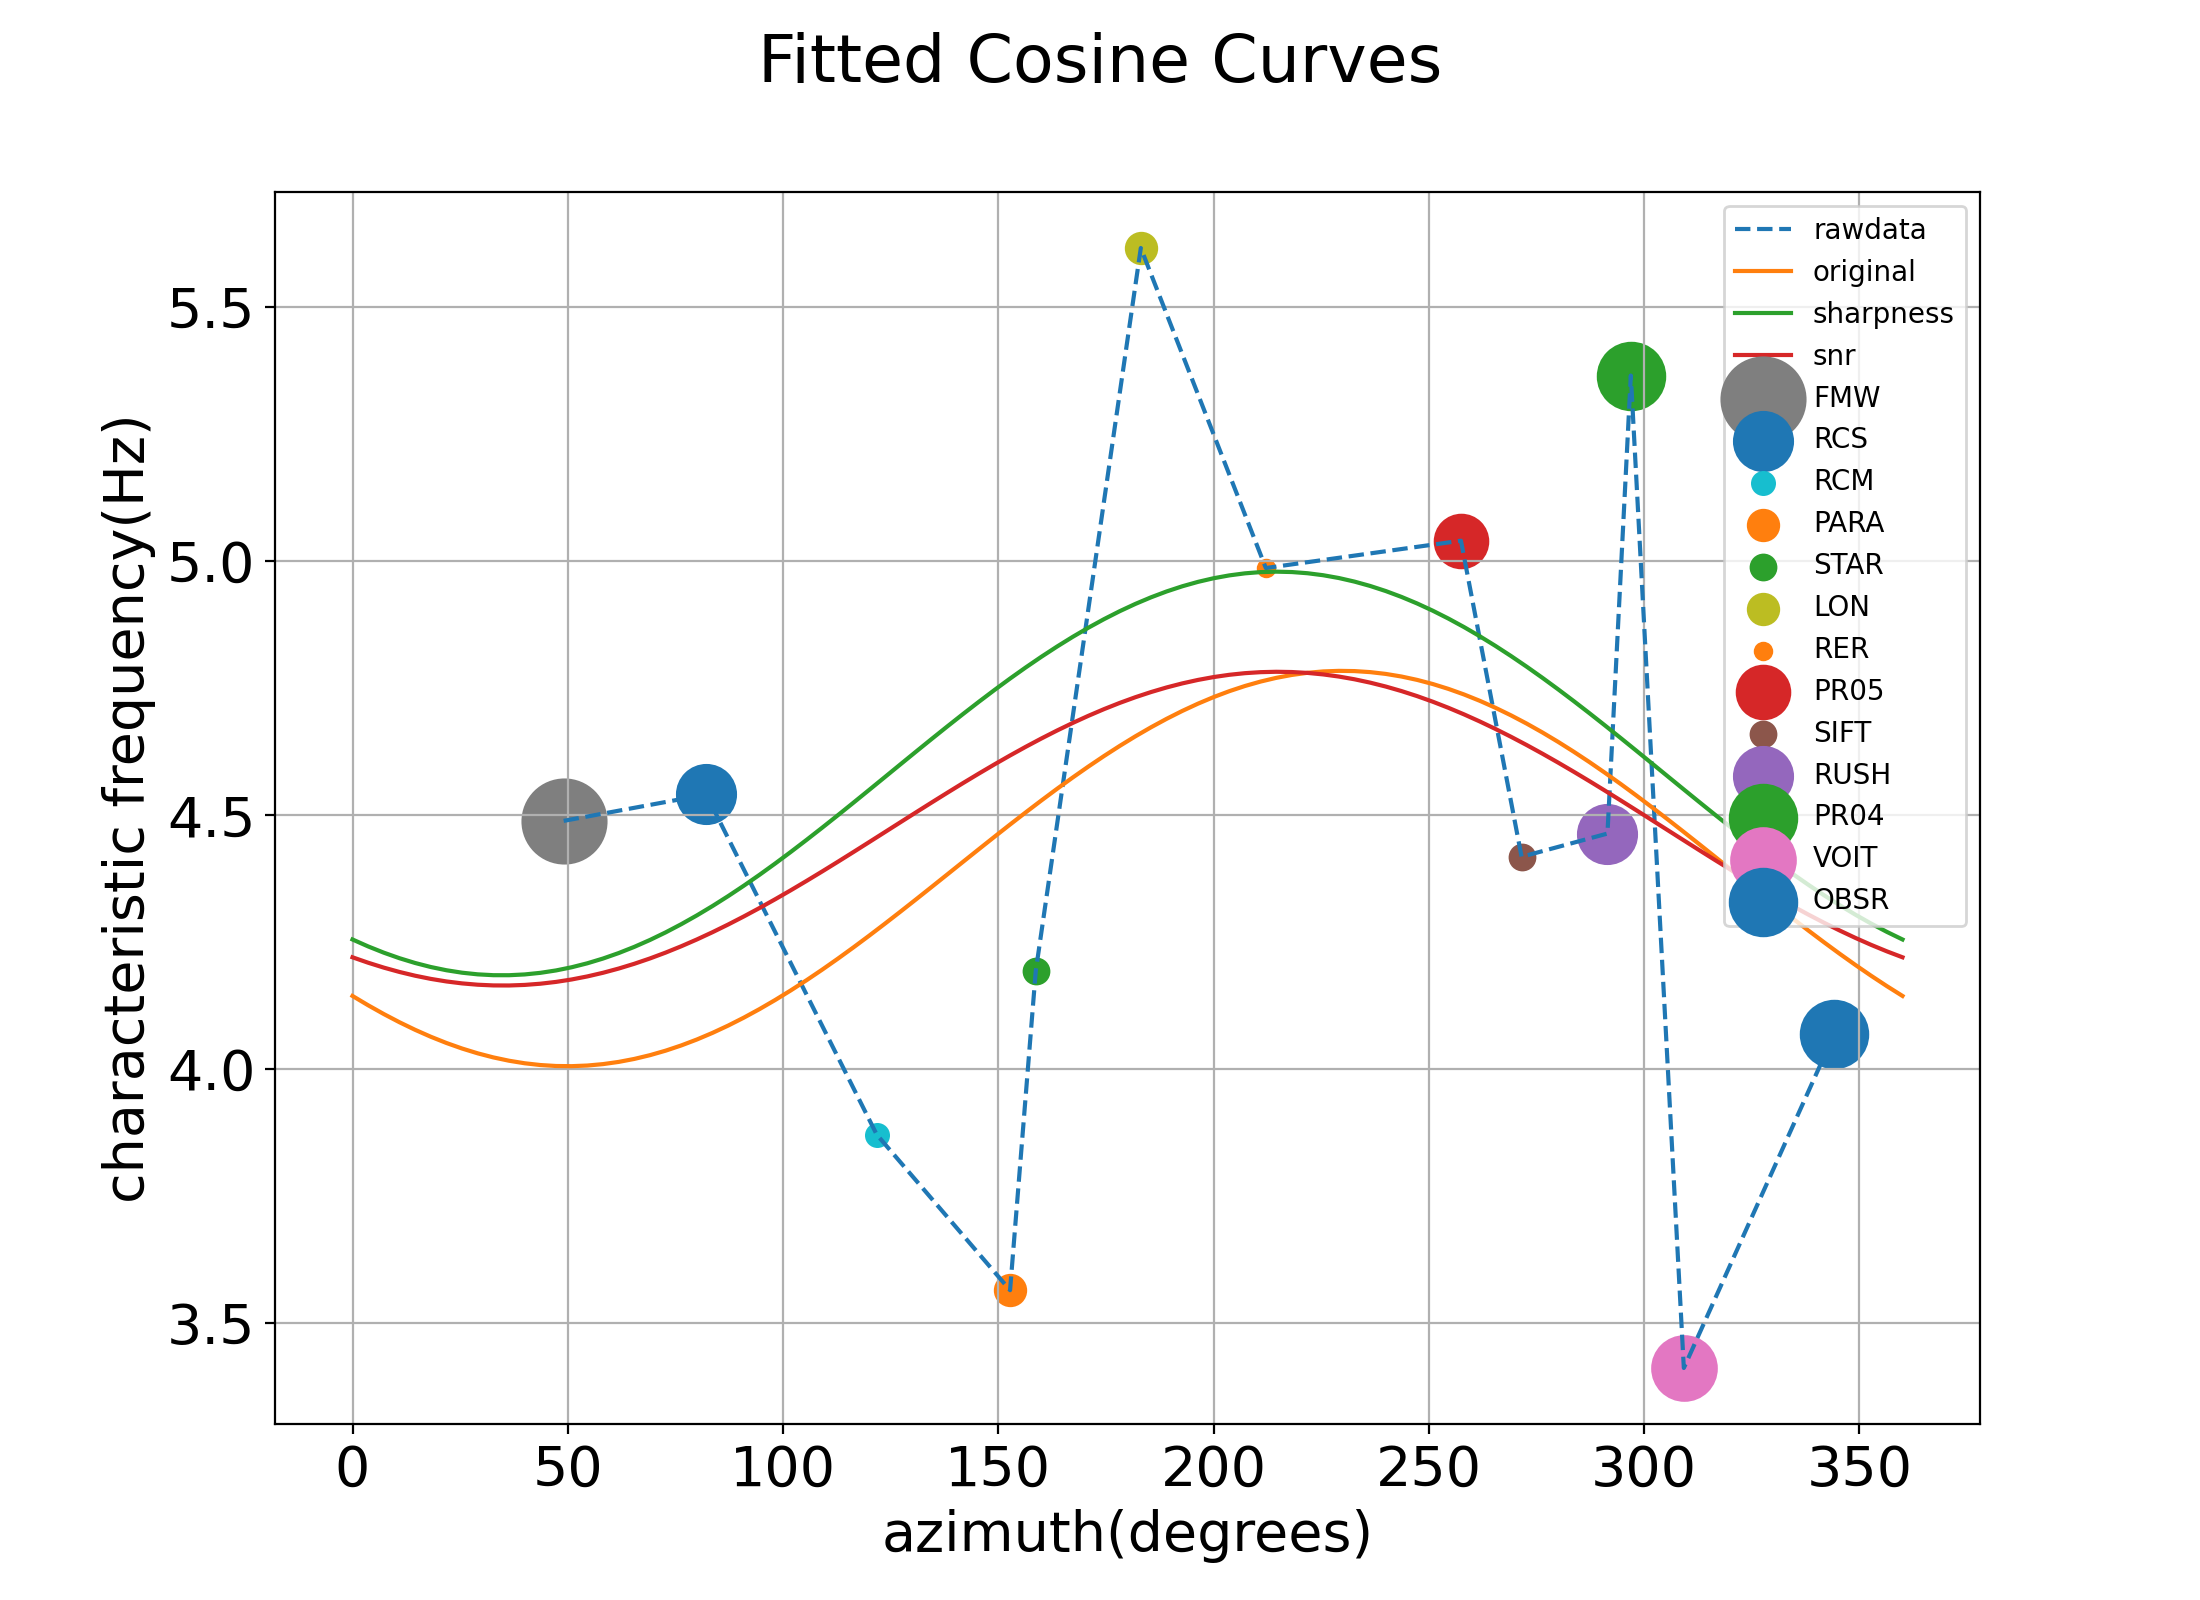 Fitted Cosine Curves
characteristic frequency(Hz)
5.5
5.0
4.5
4.0
3.5
rawdata
original
sharpness
snr
FMW
RCS
RCM
PARA
STAR
LON
RER
PR05
SIFT
RUSH
PR04
VOIT
OBSR
0 50 100 150 200 250 300 350
azimuth(degrees)